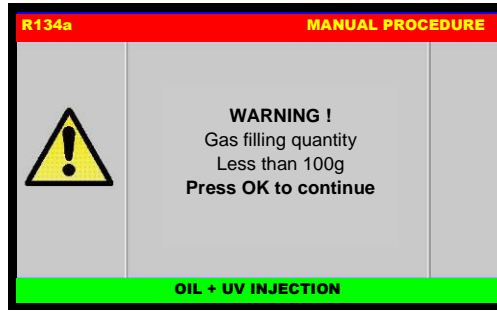 R134a MANUAL PROCEDURE
WARNING !
Gas filling quantity
Less than 100g
Press OK to continue
OIL + UV INJECTION